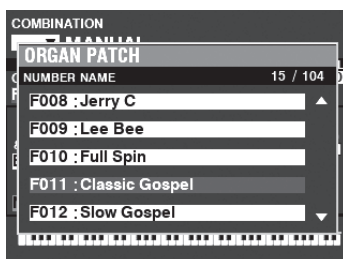 COMBINATION
ORGAN PATCH
NUMBER NAME 15 / 104
F008 :Jerry C
F009 :Lee Bee
F010 :Full Spin
F011 :Classic Gospel
F012 :Slow Gospel